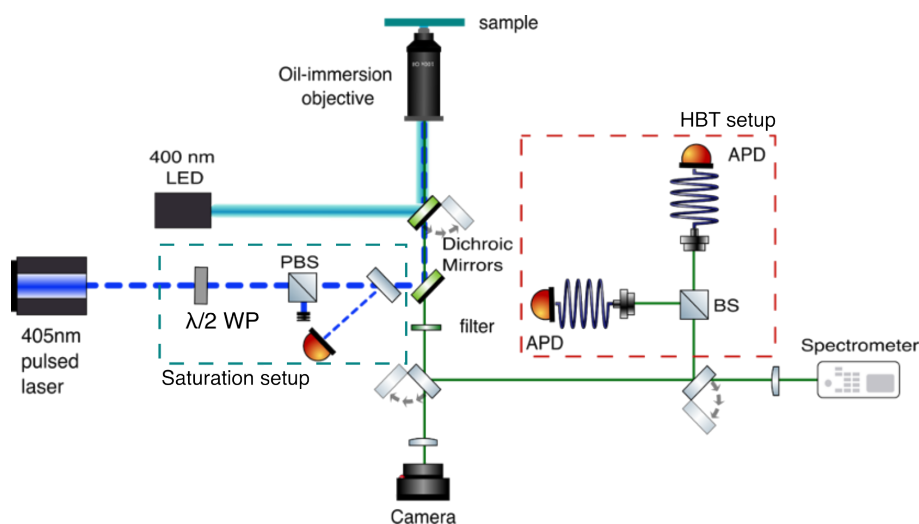 sample
Oil-immersion
objective
HBT setup
APD
400 nm
LED
Dichroic
Mirrors
PBS
λ/2 WP
BS
filter
APD
405nm
pulsed
laser
Saturation setup
Spectrometer
Camera